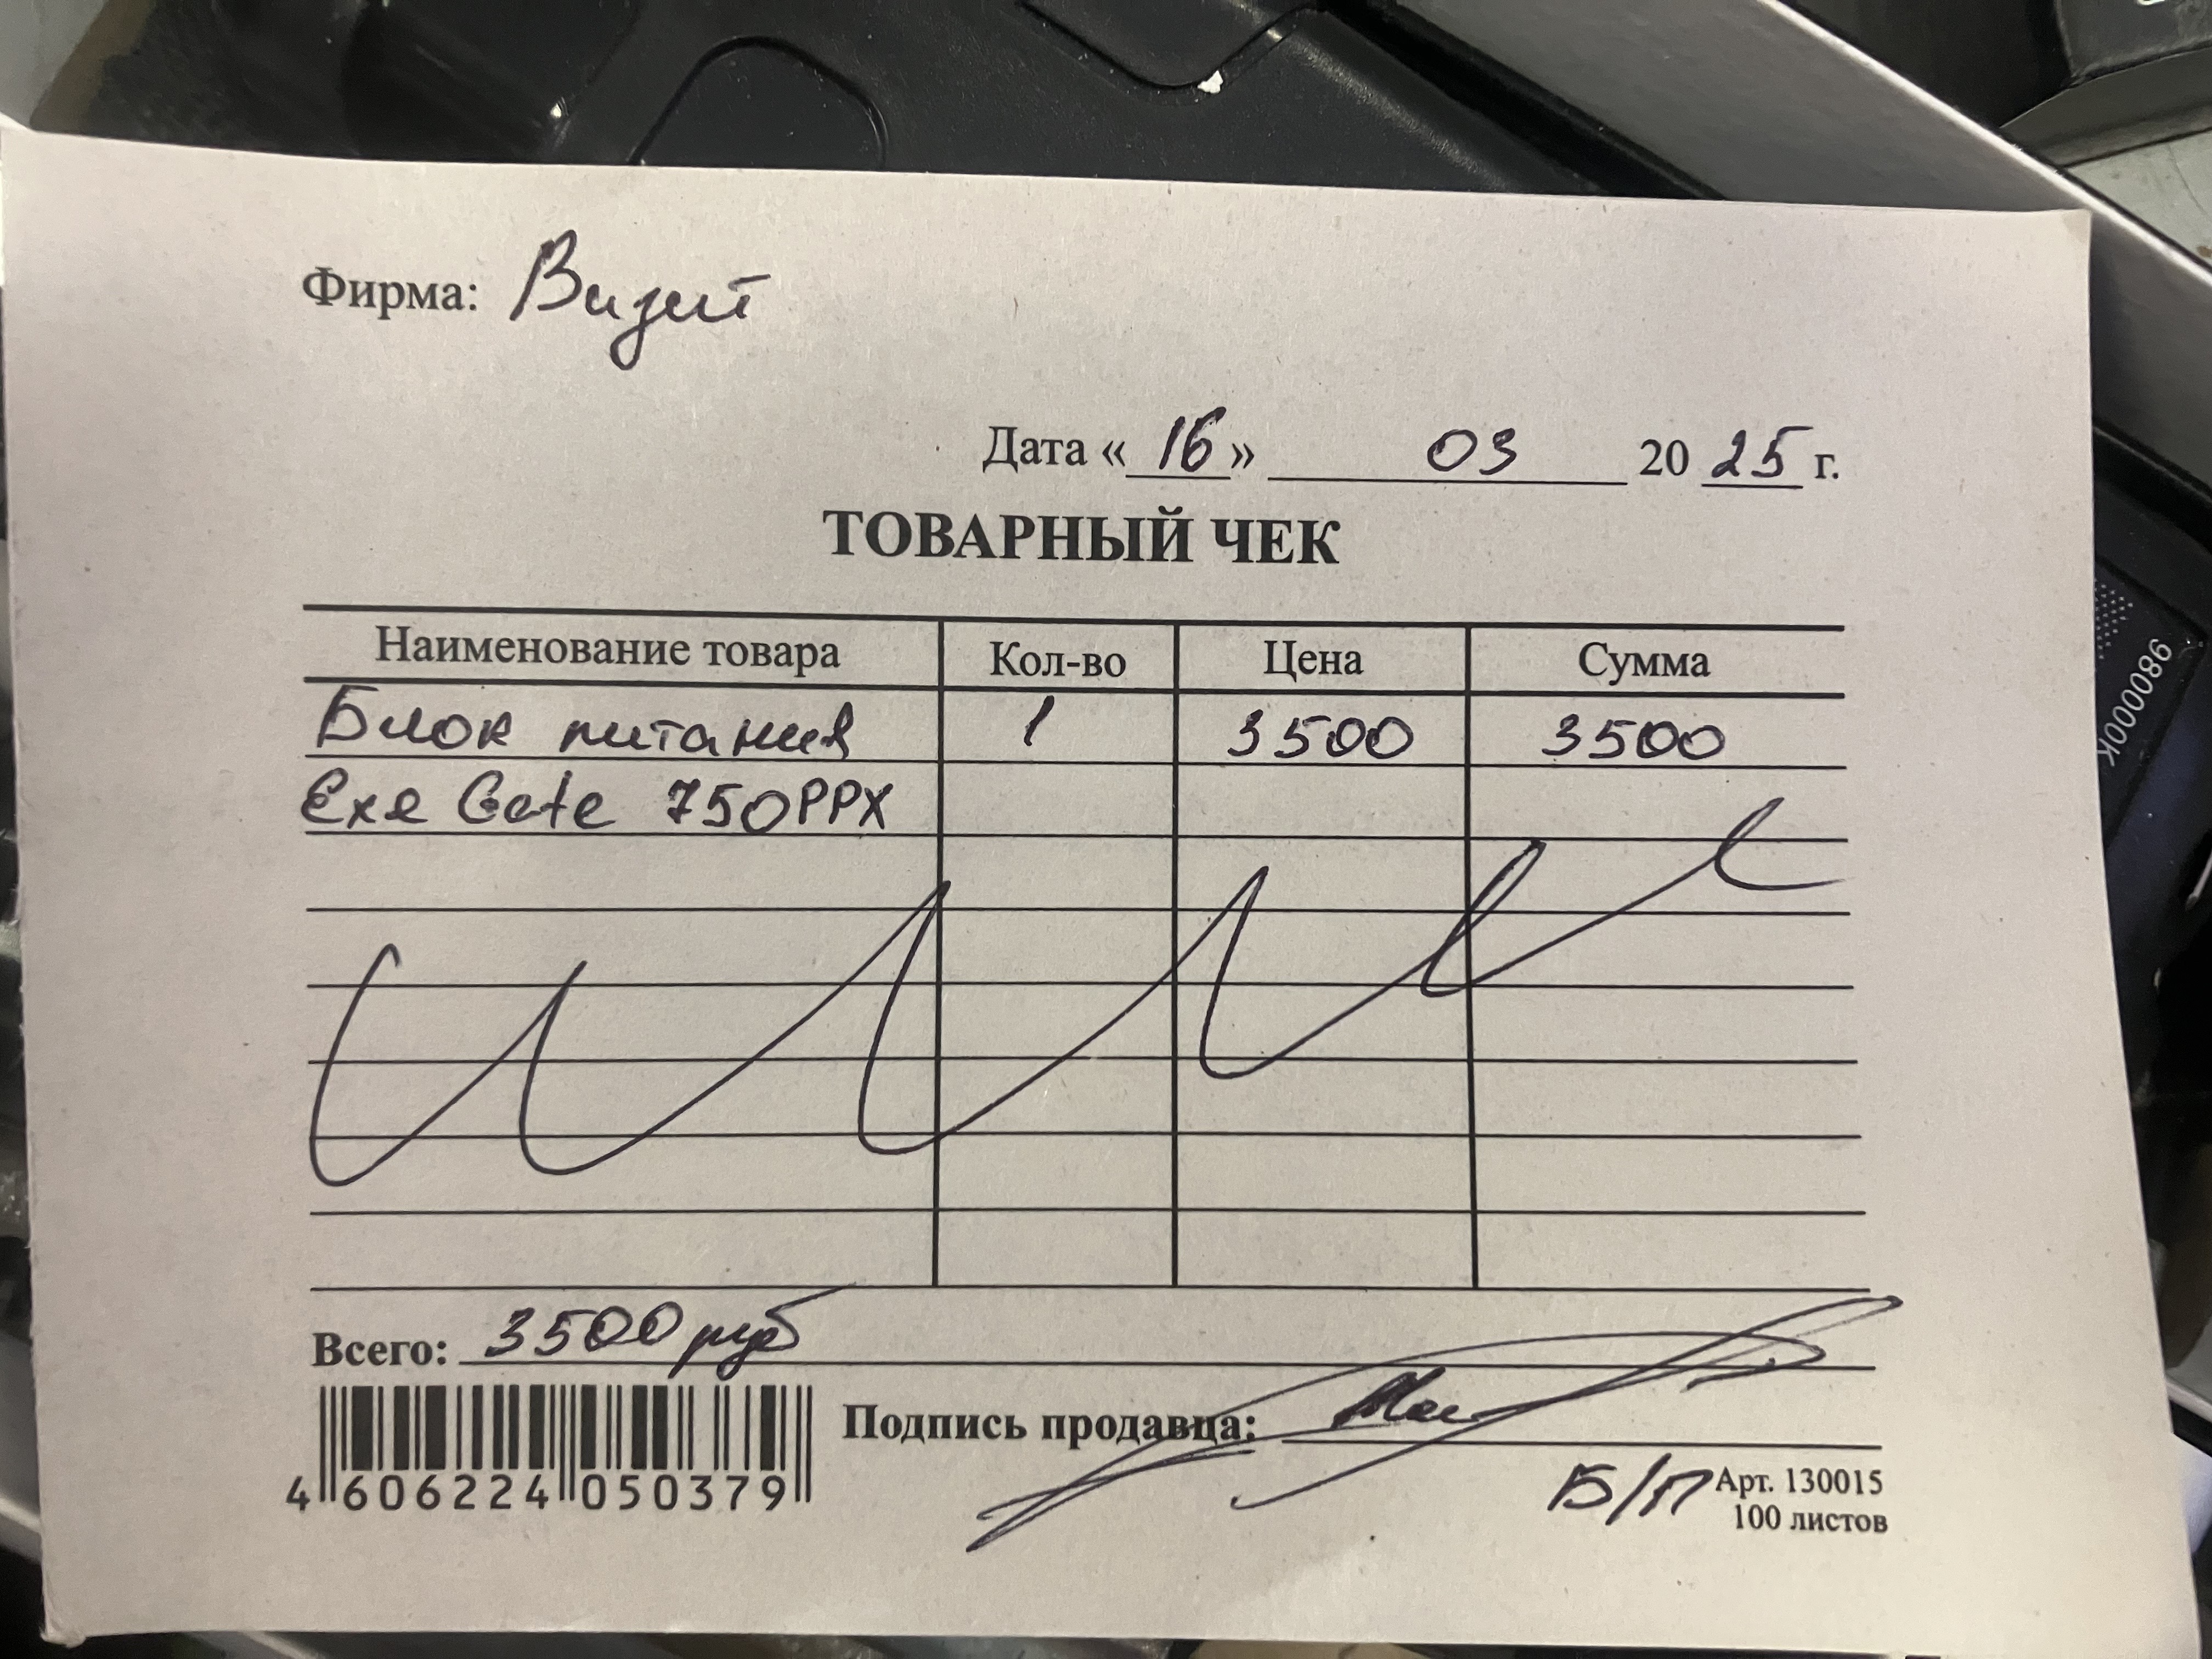 Фирма: Визит
Дата «16» 03 2025 г.
ТОВАРНЫЙ ЧЕК
Наименование товара Кол-во Цена Сумма
Блок питания 1 3500 3500
ExeGate 750PPX
Всего: 3500 руб
Подпись продавца:
4 606224 050379
Б/П Арт. 130015
100 листов
980000K